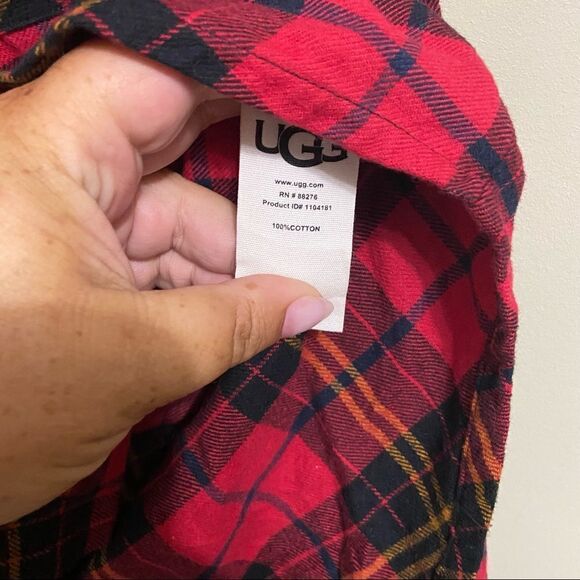 UGG
www.ugg.com
RN # 88276
Product ID# 1104181
100%COTTON